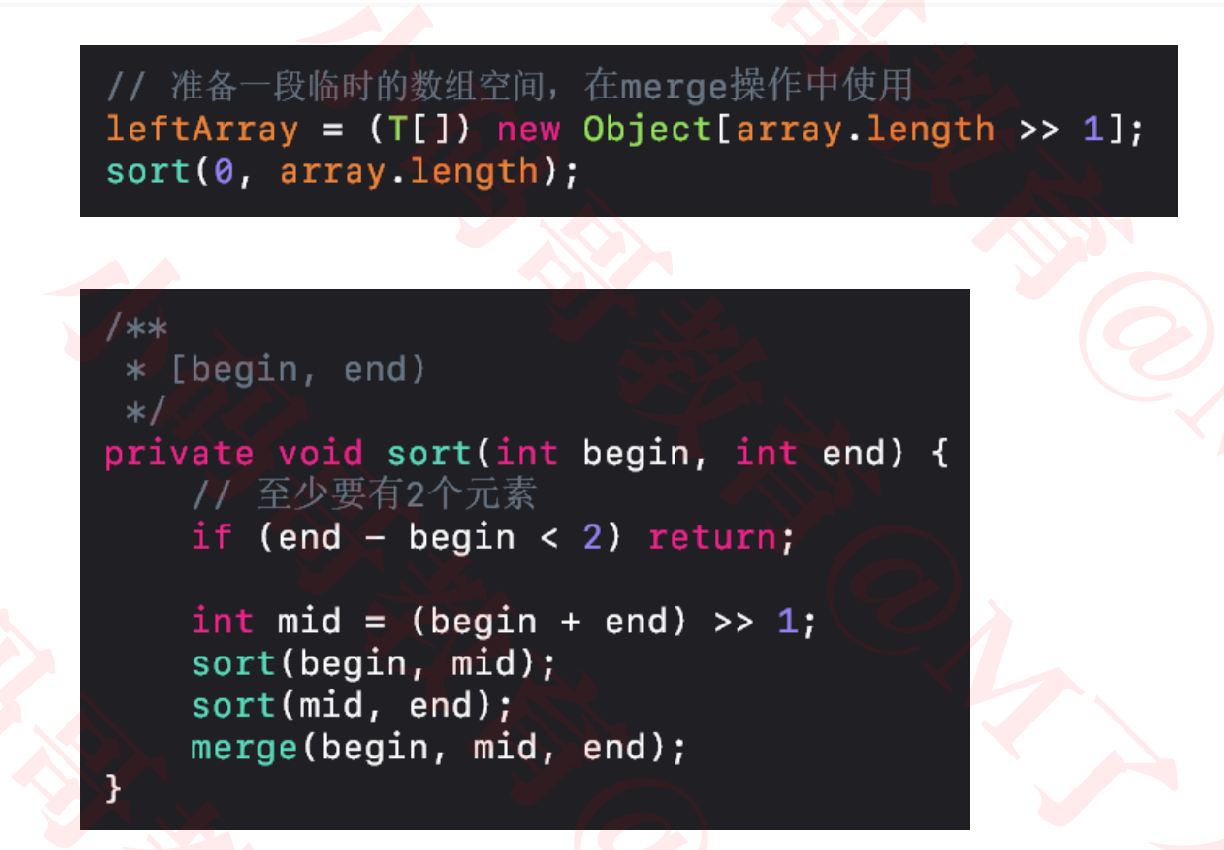 // 准备一段临时的数组空间，在merge操作中使用
leftArray = (T[]) new Object[array.length >> 1];
sort(0, array.length);
/**
 * [begin, end)
 */
private void sort(int begin, int end) {
    // 至少要有2个元素
    if (end - begin < 2) return;
    int mid = (begin + end) >> 1;
    sort(begin, mid);
    sort(mid, end);
    merge(begin, mid, end);
}